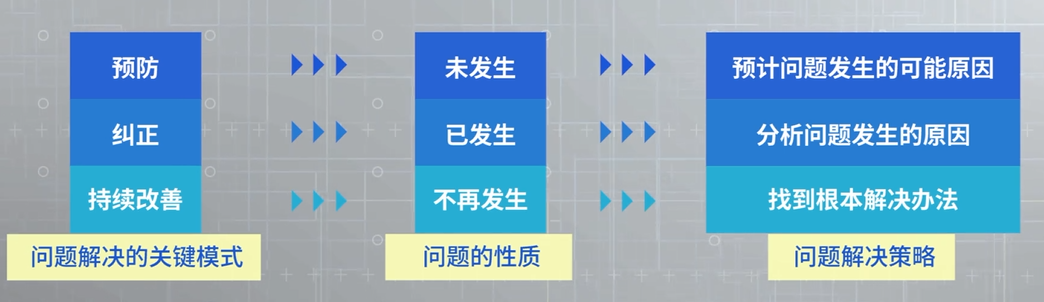 预防
未发生
预计问题发生的可能原因
纠正
已发生
分析问题发生的原因
持续改善
不再发生
找到根本解决办法
问题解决的关键模式
问题的性质
问题解决策略